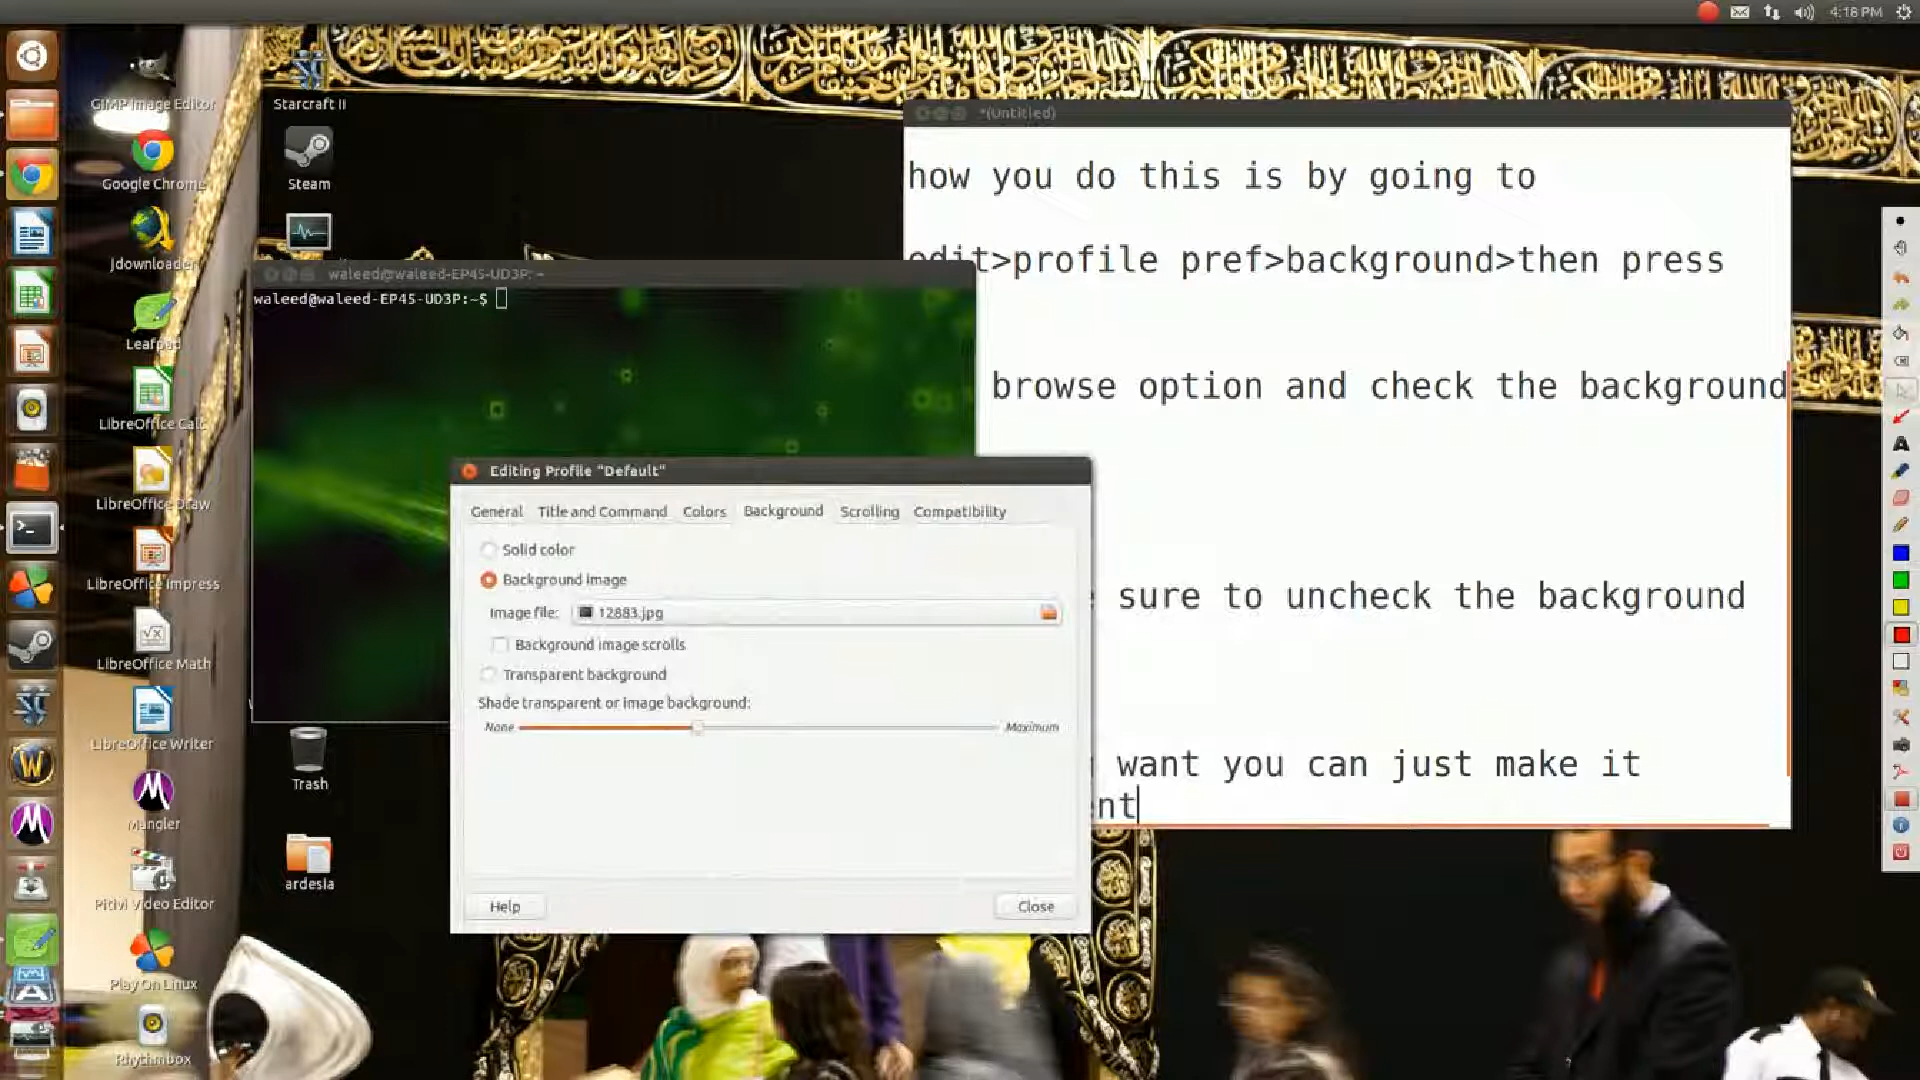 4:18 PM
GIMP Image Editor
Starcraft II
Google Chrome
Steam
Jdownloader
Leafpad
LibreOffice Calc
LibreOffice Draw
LibreOffice Impress
LibreOffice Math
LibreOffice Writer
Trash
Mangler
ardesia
PiTiVi Video Editor
Play On Linux
Rhythmbox
*(Untitled)
how you do this is by going to
edit>profile pref>background>then press
browse option and check the background
sure to uncheck the background
want you can just make it
nt
waleed@waleed-EP45-UD3P: ~
waleed@waleed-EP45-UD3P:~$
Editing Profile "Default"
General Title and Command Colors Background Scrolling Compatibility
Solid color
Background image
Image file: 12883.jpg
Background image scrolls
Transparent background
Shade transparent or image background:
None Maximum
Help Close